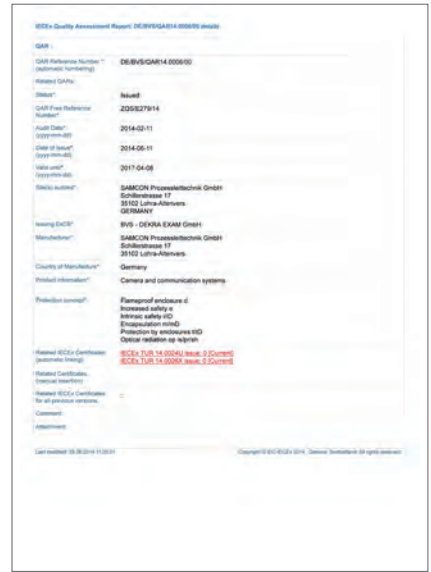 IECEx Quality Assessment Report: DE/BVS/QAR14.0006/00 details
QAR :
QAR Reference Number *
(automatic numbering)
DE/BVS/QAR14.0006/00
Related QARs:
Status*:
Issued
QAR Free Reference
Number*:
ZQS/E279/14
Audit Date*:
(yyyy-mm-dd)
2014-02-11
Date of Issue*:
(yyyy-mm-dd)
2014-06-11
Valid until*:
(yyyy-mm-dd)
2017-04-08
Site(s) audited*:
SAMCON Prozessleittechnik GmbH
Schillerstrasse 17
35102 Lohra-Altenvers
GERMANY
Issuing ExCB*:
BVS - DEKRA EXAM GmbH
Manufacturer*:
SAMCON Prozessleittechnik GmbH
Schillerstrasse 17
35102 Lohra-Altenvers
Country of Manufacture*:
Germany
Product information*:
Camera and communication systems
Protection concept*:
Flameproof enclosure d
Increased safety e
Intrinsic safety i/iD
Encapsulation m/mD
Protection by enclosures t/tD
Optical radiation op is/pr/sh
Related IECEx Certificates
(automatic linking):
IECEx TUR 14.0024U issue: 0 (Current)
IECEx TUR 14.0026X issue: 0 (Current)
Related Certificates
(manual insertion):
Related IECEx Certificates
for all previous versions:
Comment:
Attachment:
Copyright © IEC-IECEx 2014, Geneva, Switzerland. All rights reserved.